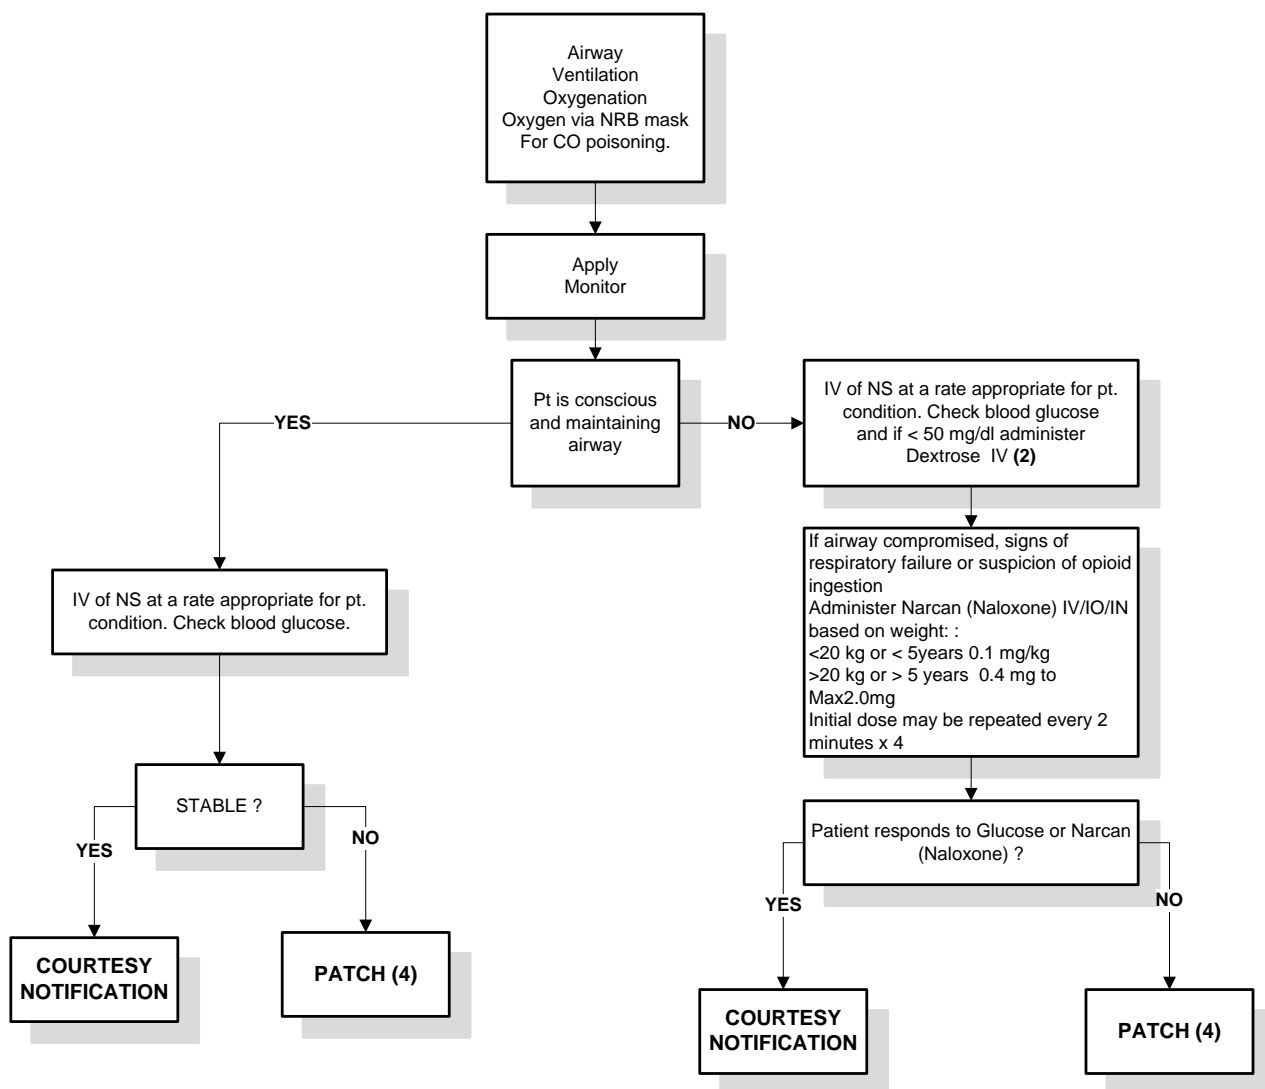 Airway
Ventilation
Oxygenation
Oxygen via NRB mask
For CO poisoning.
Apply
Monitor
Pt is conscious
and maintaining
airway
YES
NO
IV of NS at a rate appropriate for pt.
condition. Check blood glucose
and if < 50 mg/dl administer
Dextrose IV (2)
If airway compromised, signs of
respiratory failure or suspicion of opioid
ingestion
Administer Narcan (Naloxone) IV/IO/IN
based on weight: :
<20 kg or < 5years 0.1 mg/kg
>20 kg or > 5 years 0.4 mg to
Max2.0mg
Initial dose may be repeated every 2
minutes x 4
IV of NS at a rate appropriate for pt.
condition. Check blood glucose.
STABLE ?
YES
NO
Patient responds to Glucose or Narcan
(Naloxone) ?
YES
NO
COURTESY
NOTIFICATION
PATCH (4)
COURTESY
NOTIFICATION
PATCH (4)